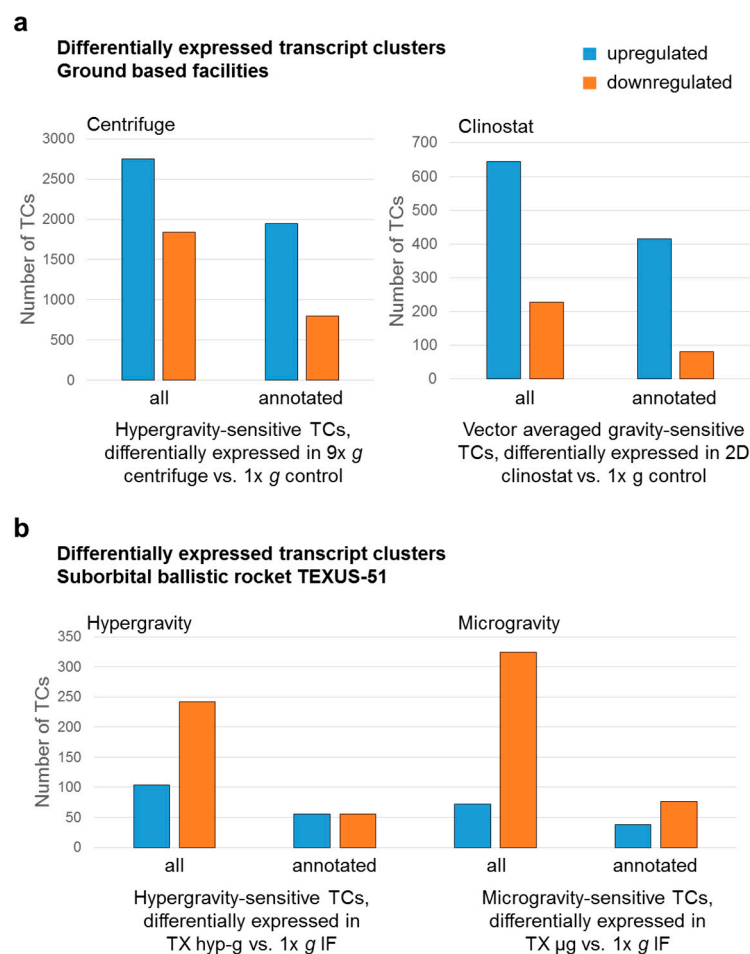 a
Differentially expressed transcript clusters
Ground based facilities
upregulated
downregulated
Centrifuge
Number of TCs
3000
2500
2000
1500
1000
500
0
all
annotated
Hypergravity-sensitive TCs,
differentially expressed in 9x g
centrifuge vs. 1x g control
Clinostat
Number of TCs
700
600
500
400
300
200
100
0
all
annotated
Vector averaged gravity-sensitive
TCs, differentially expressed in 2D
clinostat vs. 1x g control
b
Differentially expressed transcript clusters
Suborbital ballistic rocket TEXUS-51
Hypergravity
Microgravity
Number of TCs
350
300
250
200
150
100
50
0
all
annotated
all
annotated
Hypergravity-sensitive TCs,
differentially expressed in
TX hyp-g vs. 1x g IF
Microgravity-sensitive TCs,
differentially expressed in
TX µg vs. 1x g IF